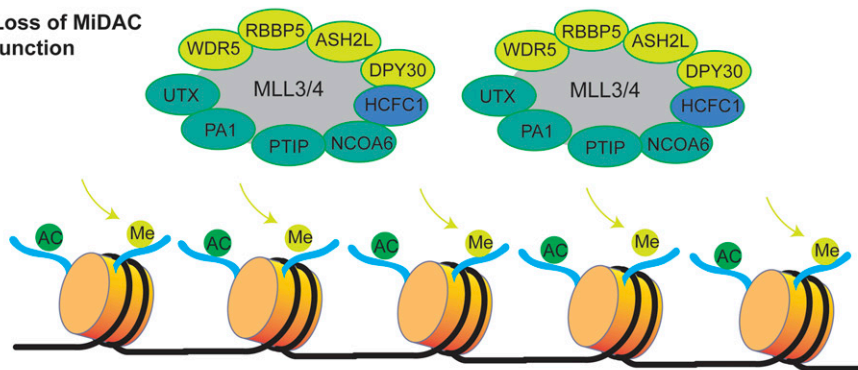 Loss of MiDAC
unction
WDR5 RBBP5 ASH2L DPY30 HCFC1 NCOA6 PTIP PA1 UTX MLL3/4
WDR5 RBBP5 ASH2L DPY30 HCFC1 NCOA6 PTIP PA1 UTX MLL3/4
AC Me AC Me AC Me AC Me AC Me